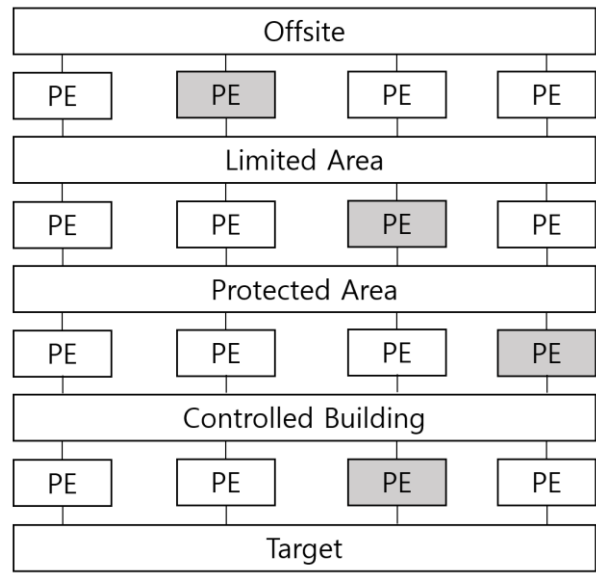 Offsite
PE PE PE PE
Limited Area
PE PE PE PE
Protected Area
PE PE PE PE
Controlled Building
PE PE PE PE
Target